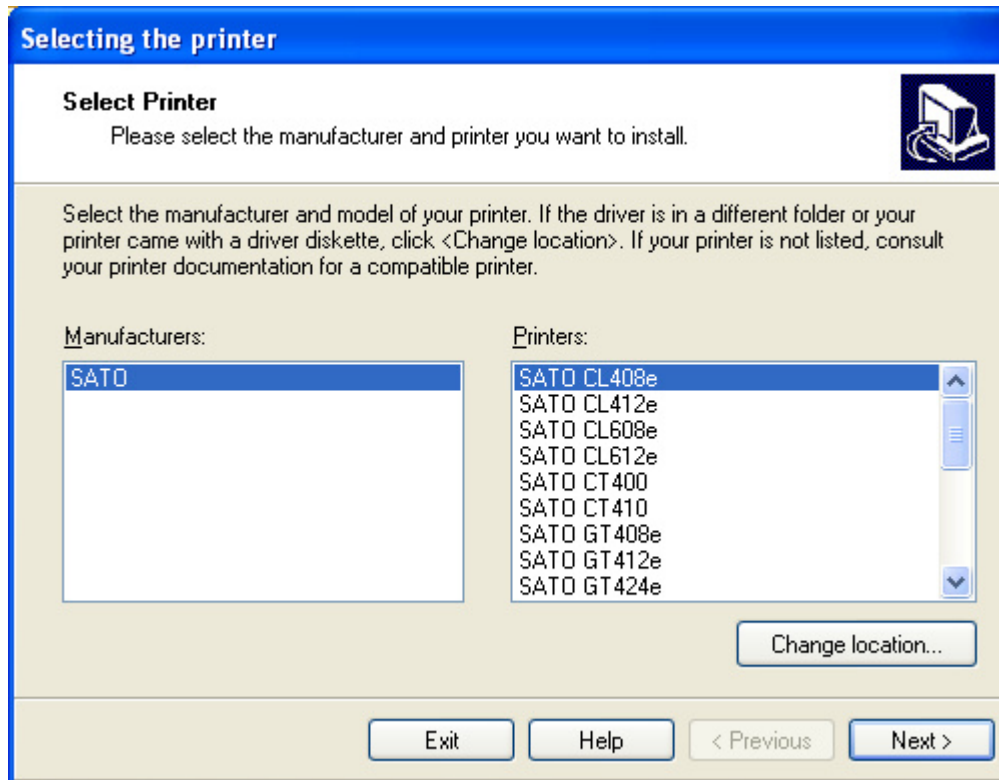 Selecting the printer
Select Printer
Please select the manufacturer and printer you want to install.
Select the manufacturer and model of your printer. If the driver is in a different folder or your
printer came with a driver diskette, click <Change location>. If your printer is not listed, consult
your printer documentation for a compatible printer.
Manufacturers:
SATO
Printers:
SATO CL408e
SATO CL412e
SATO CL608e
SATO CL612e
SATO CT400
SATO CT410
SATO GT408e
SATO GT412e
SATO GT424e
Change location...
Exit
Help
< Previous
Next >